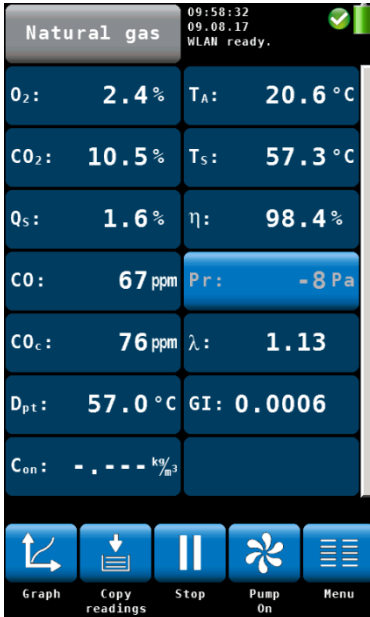 Natural gas
09:58:32
09.08.17
WLAN ready.
O₂: 2.4 % Tᴀ: 20.6 °C
CO₂: 10.5 % Tₛ: 57.3 °C
Qₛ: 1.6 % η: 98.4 %
CO: 67 ppm Pr: -8 Pa
CO꜀: 76 ppm λ: 1.13
Dₚₜ: 57.0 °C GI: 0.0006
Cₒₙ: -.--- kg/m³
Graph Copy readings Stop Pump On Menu